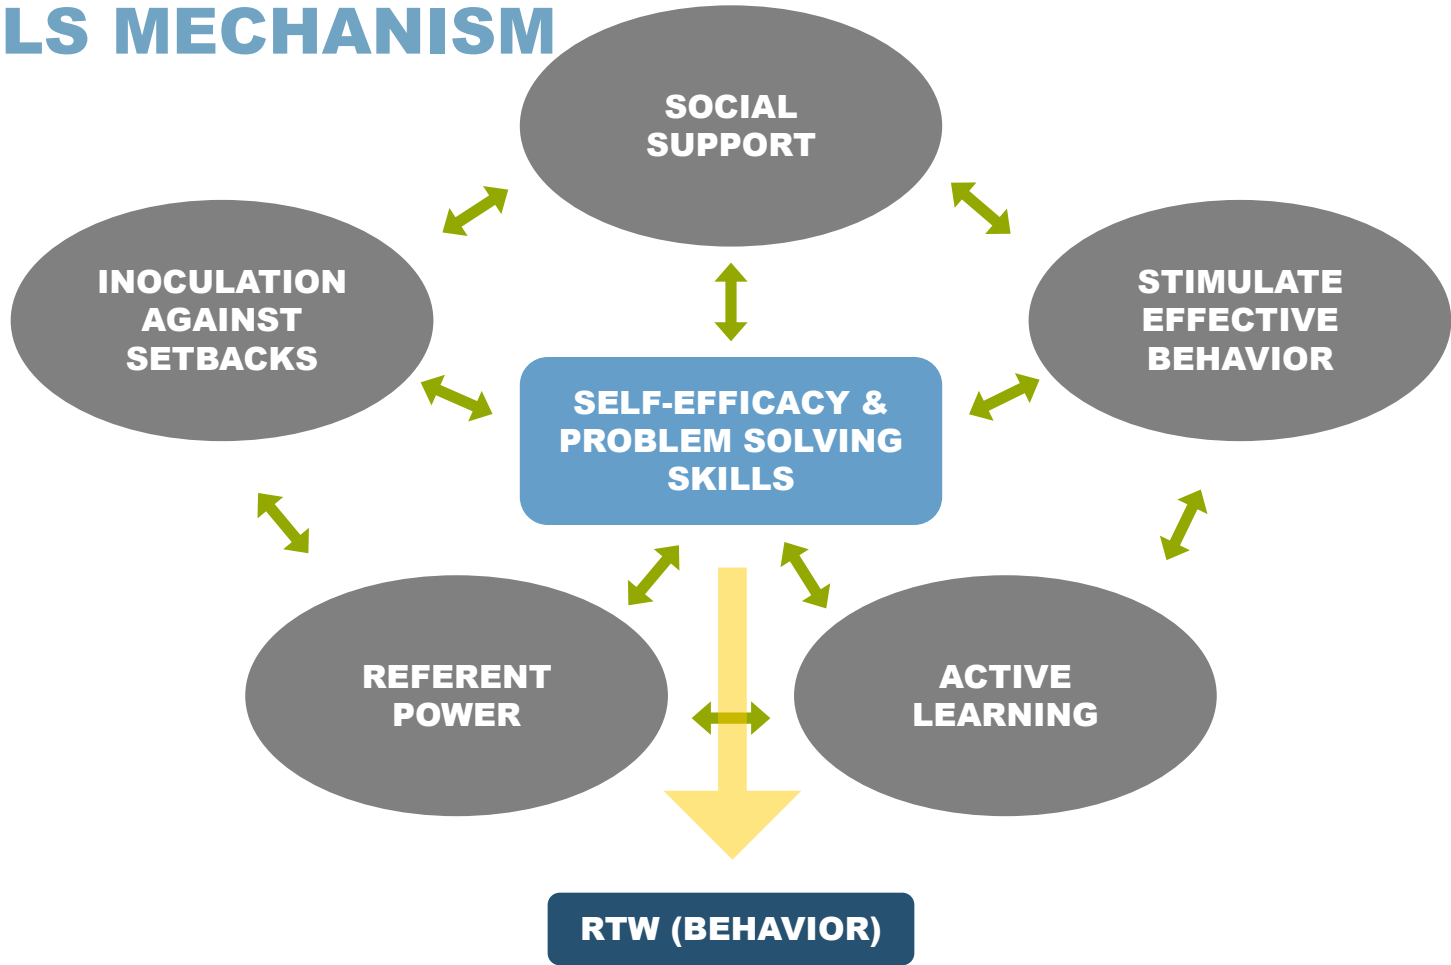 LS MECHANISM
SOCIAL
SUPPORT
INOCULATION
AGAINST
SETBACKS
STIMULATE
EFFECTIVE
BEHAVIOR
SELF-EFFICACY &
PROBLEM SOLVING
SKILLS
REFERENT
POWER
ACTIVE
LEARNING
RTW (BEHAVIOR)